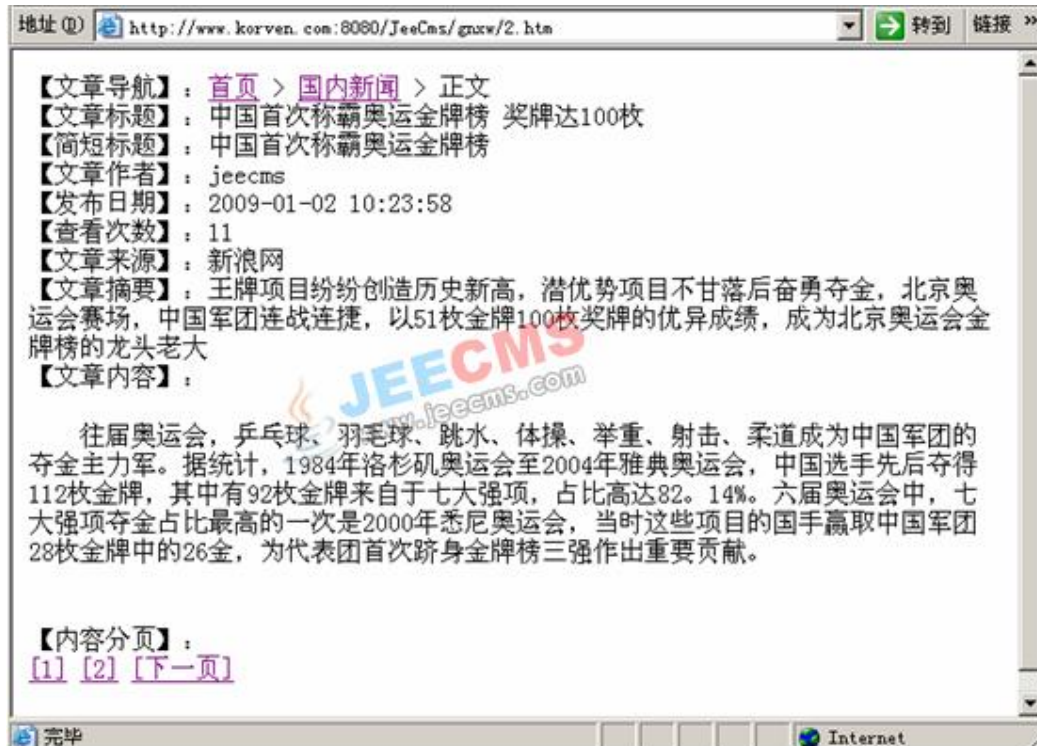 地址(D) http://www.korven.com:8080/JeeCms/gnxw/2.htm 转到 链接 »
【文章导航】：首页 > 国内新闻 > 正文
【文章标题】：中国首次称霸奥运金牌榜 奖牌达100枚
【简短标题】：中国首次称霸奥运金牌榜
【文章作者】：jeecms
【发布日期】：2009-01-02 10:23:58
【查看次数】：11
【文章来源】：新浪网
【文章摘要】：王牌项目纷纷创造历史新高，潜优势项目不甘落后奋勇夺金，北京奥
运会赛场，中国军团连战连捷，以51枚金牌100枚奖牌的优异成绩，成为北京奥运会金
牌榜的龙头老大
【文章内容】：
JEECMS
www.jeecms.com
往届奥运会，乒乓球、羽毛球、跳水、体操、举重、射击、柔道成为中国军团的
夺金主力军。据统计，1984年洛杉矶奥运会至2004年雅典奥运会，中国选手先后夺得
112枚金牌，其中有92枚金牌来自于七大强项，占比高达82。14%。六届奥运会中，七
大强项夺金占比最高的一次是2000年悉尼奥运会，当时这些项目的国手赢取中国军团
28枚金牌中的26金，为代表团首次跻身金牌榜三强作出重要贡献。
【内容分页】：
[1] [2] [下一页]
完毕 Internet